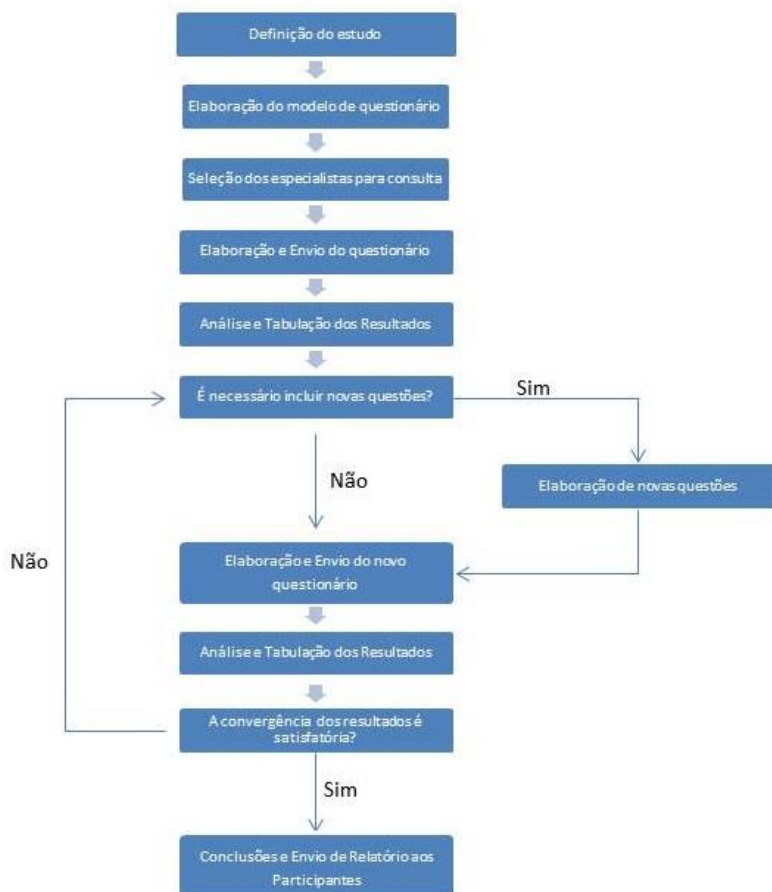 Definição do estudo
Elaboração do modelo de questionário
Seleção dos especialistas para consulta
Elaboração e Envio do questionário
Análise e Tabulação dos Resultados
É necessário incluir novas questões?
Sim
Não
Elaboração de novas questões
Não
Elaboração e Envio do novo
questionário
Análise e Tabulação dos Resultados
A convergência dos resultados é
satisfatória?
Sim
Conclusões e Envio de Relatório aos
Participantes